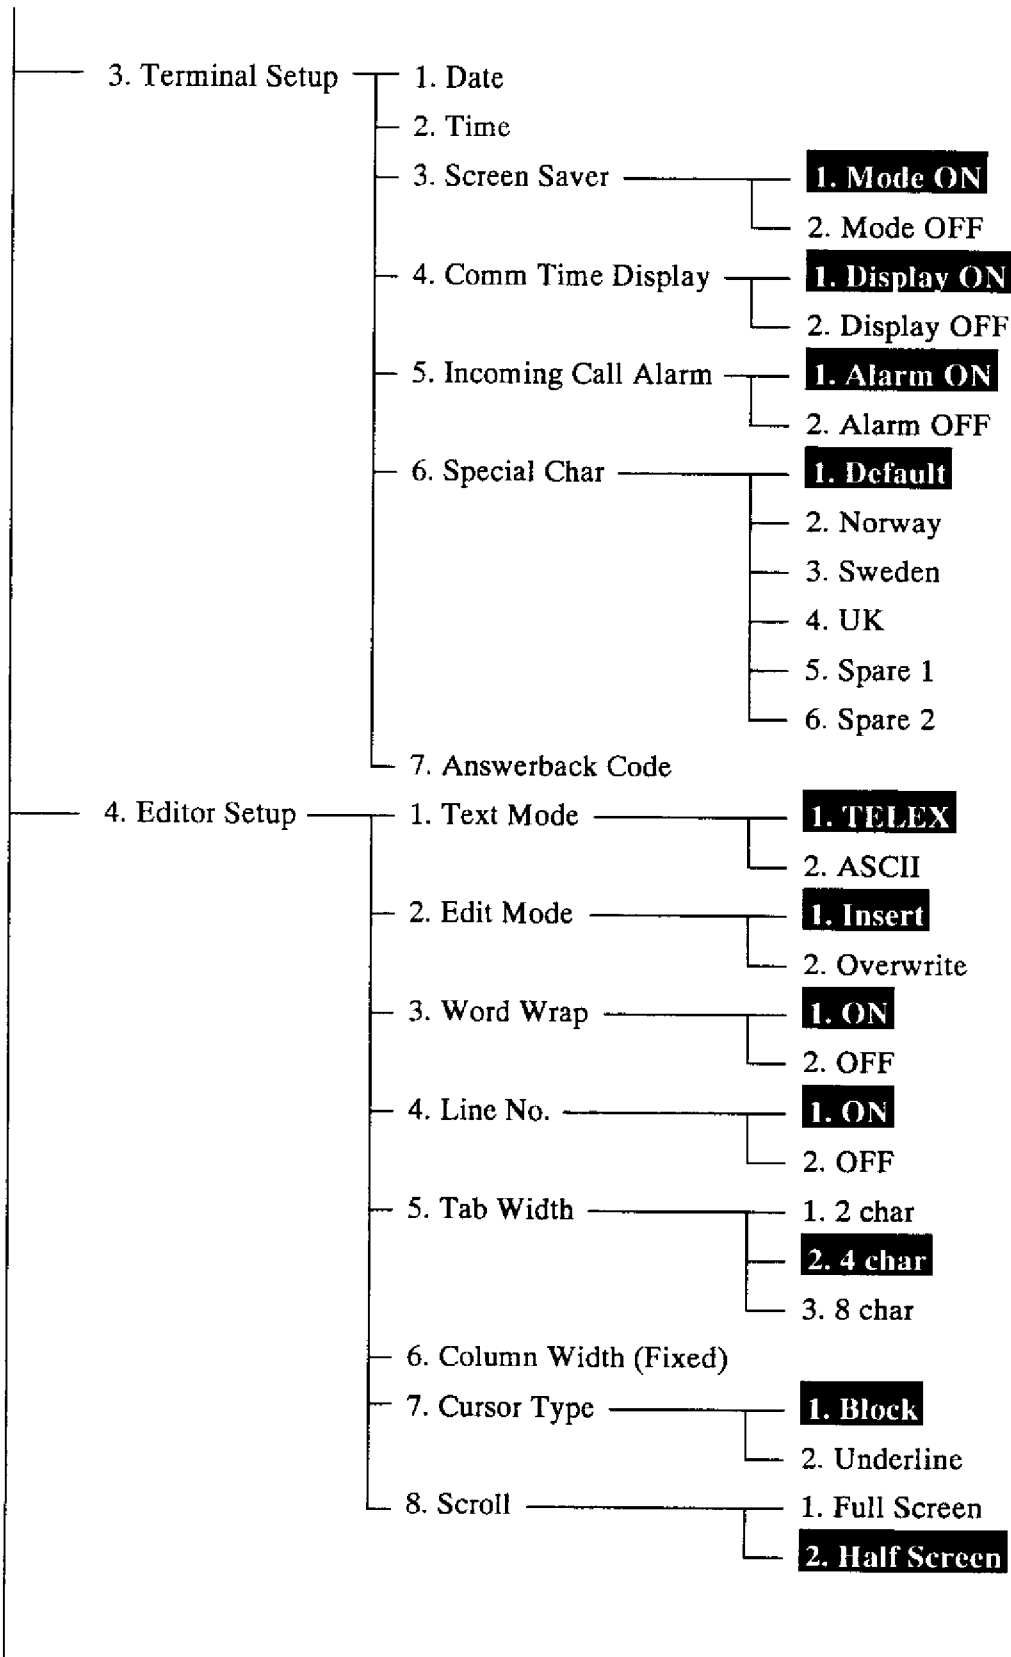 3. Terminal Setup 1. Date
2. Time
3. Screen Saver 1. Mode ON
2. Mode OFF
4. Comm Time Display 1. Display ON
2. Display OFF
5. Incoming Call Alarm 1. Alarm ON
2. Alarm OFF
6. Special Char 1. Default
2. Norway
3. Sweden
4. UK
5. Spare 1
6. Spare 2
7. Answerback Code
4. Editor Setup 1. Text Mode 1. TELEX
2. ASCII
2. Edit Mode 1. Insert
2. Overwrite
3. Word Wrap 1. ON
2. OFF
4. Line No. 1. ON
2. OFF
5. Tab Width 1. 2 char
2. 4 char
3. 8 char
6. Column Width (Fixed)
7. Cursor Type 1. Block
2. Underline
8. Scroll 1. Full Screen
2. Half Screen